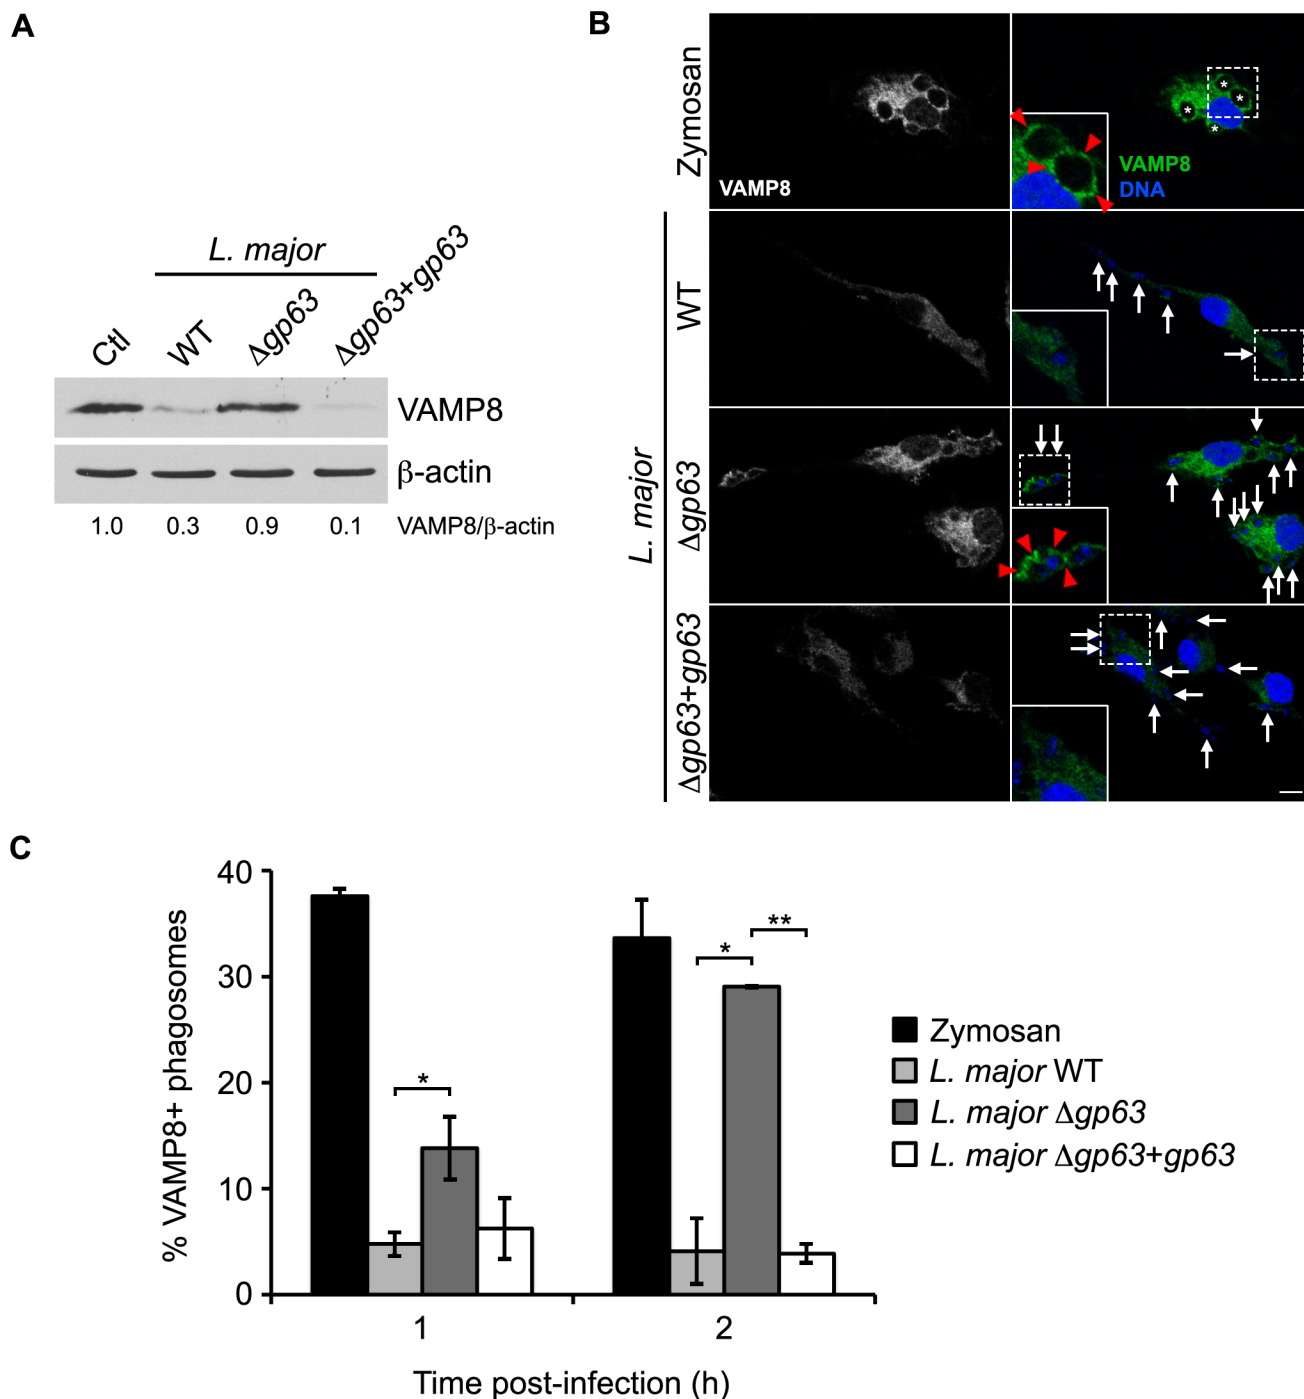 A
L. major
Ctl
WT
Δgp63
Δgp63+gp63
VAMP8
β-actin
1.0 0.3 0.9 0.1 VAMP8/β-actin
B
Zymosan
VAMP8
* * * *
VAMP8
DNA
L. major
WT
Δgp63
Δgp63+gp63
C
% VAMP8+ phagosomes
40
30
20
10
0
*
*
**
1 2
Time post-infection (h)
Zymosan
L. major WT
L. major Δgp63
L. major Δgp63+gp63